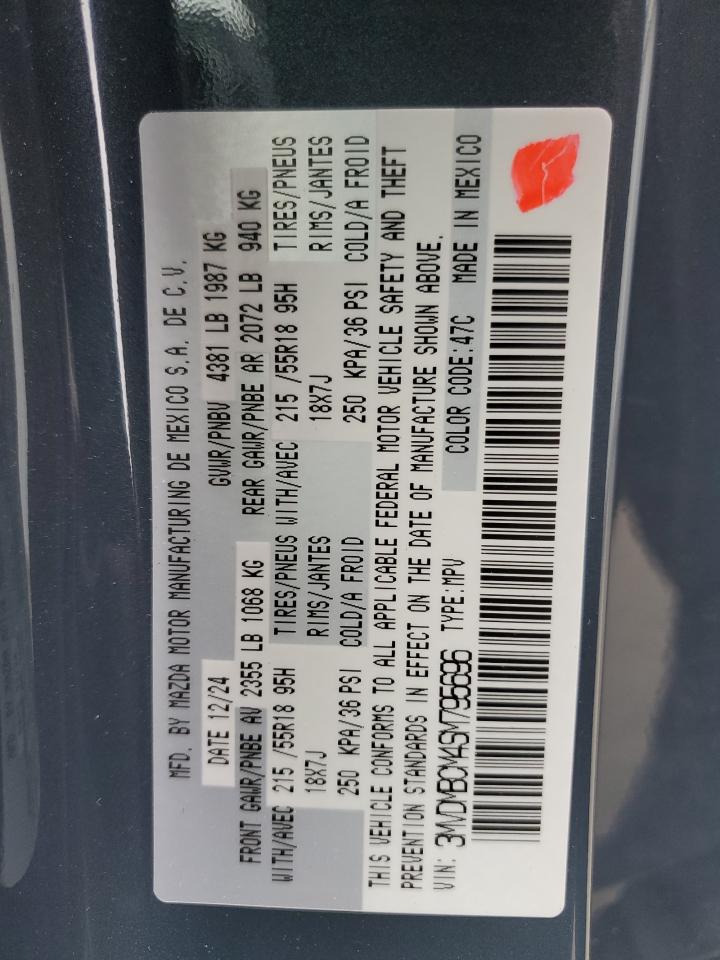 MFD. BY MAZDA MOTOR MANUFACTURING DE MEXICO S.A. DE C.V.
DATE 12/24 GVWR/PNBV 4381 LB 1987 KG
FRONT GAWR/PNBE AV 2355 LB 1068 KG REAR GAWR/PNBE AR 2072 LB 940 KG
WITH/AVEC 215 /55R18 95H TIRES/PNEUS WITH/AVEC 215 /55R18 95H TIRES/PNEUS
18X7J RIMS/JANTES 18X7J RIMS/JANTES
250 KPA/36 PSI COLD/A FROID 250 KPA/36 PSI COLD/A FROID
THIS VEHICLE CONFORMS TO ALL APPLICABLE FEDERAL MOTOR VEHICLE SAFETY AND THEFT
PREVENTION STANDARDS IN EFFECT ON THE DATE OF MANUFACTURE SHOWN ABOVE.
VIN: 3MVDMBCM4SM795696 TYPE:MPV COLOR CODE:47C MADE IN MEXICO